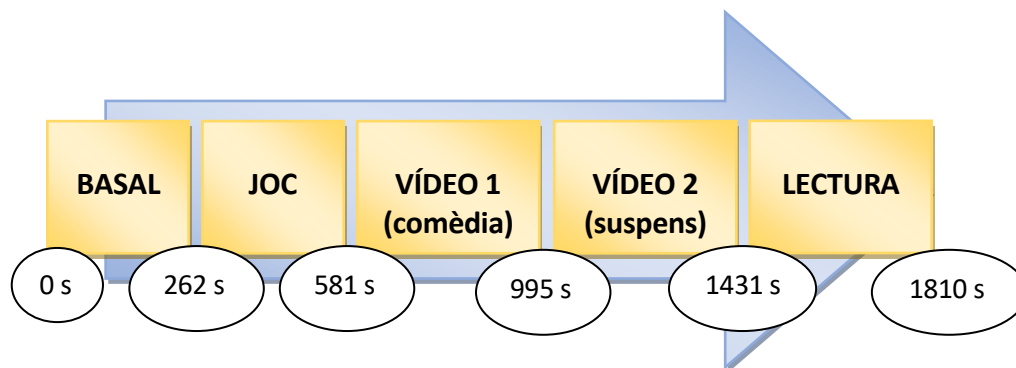 BASAL
JOC
VÍDEO 1
(comèdia)
VÍDEO 2
(suspens)
LECTURA
0 s
262 s
581 s
995 s
1431 s
1810 s